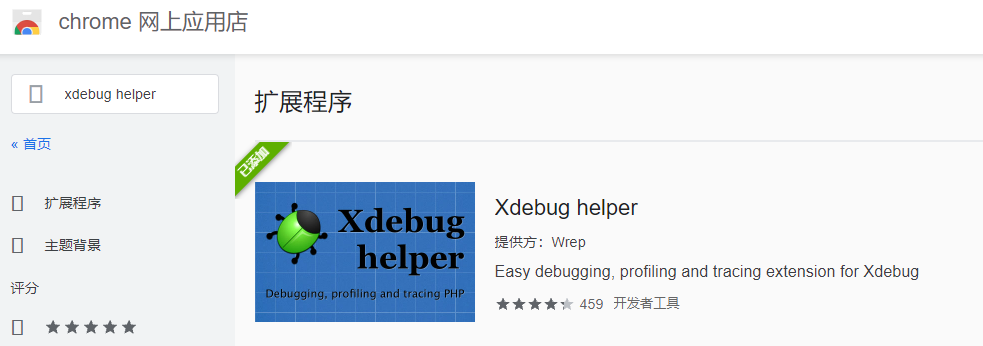 chrome 网上应用店
xdebug helper
« 首页
扩展程序
主题背景
评分
扩展程序
已添加
Xdebug
helper
Debugging, profiling and tracing PHP
Xdebug helper
提供方：Wrep
Easy debugging, profiling and tracing extension for Xdebug
459 开发者工具